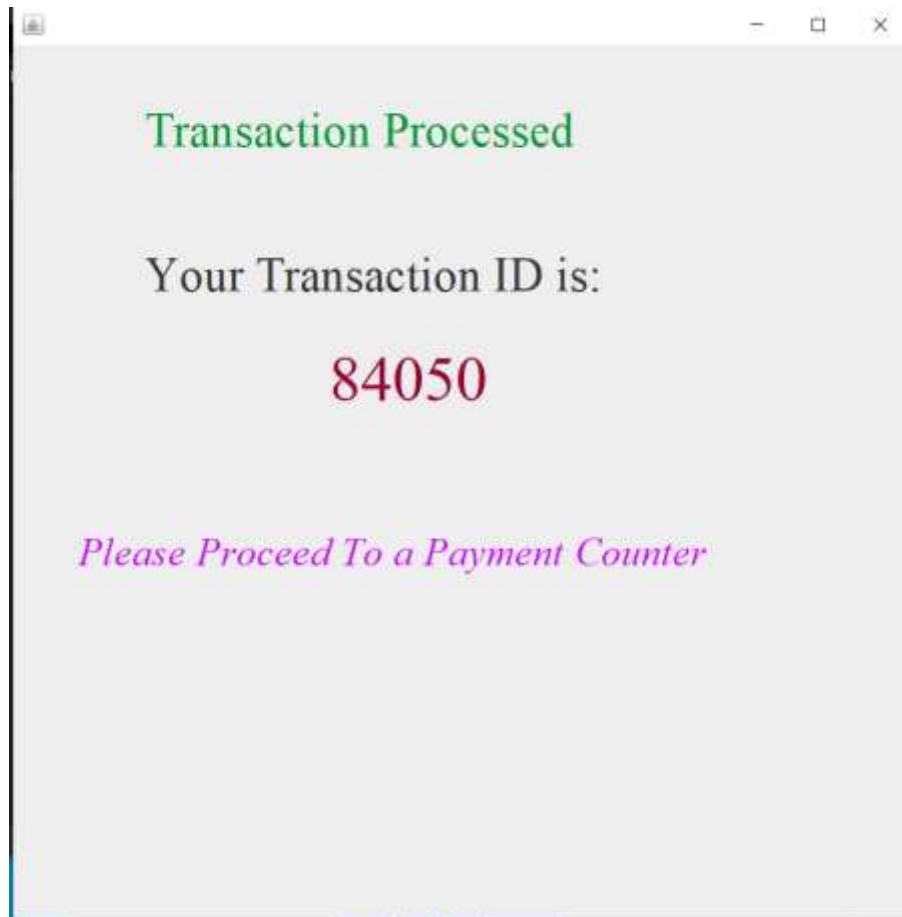 Transaction Processed
Your Transaction ID is:
84050
Please Proceed To a Payment Counter